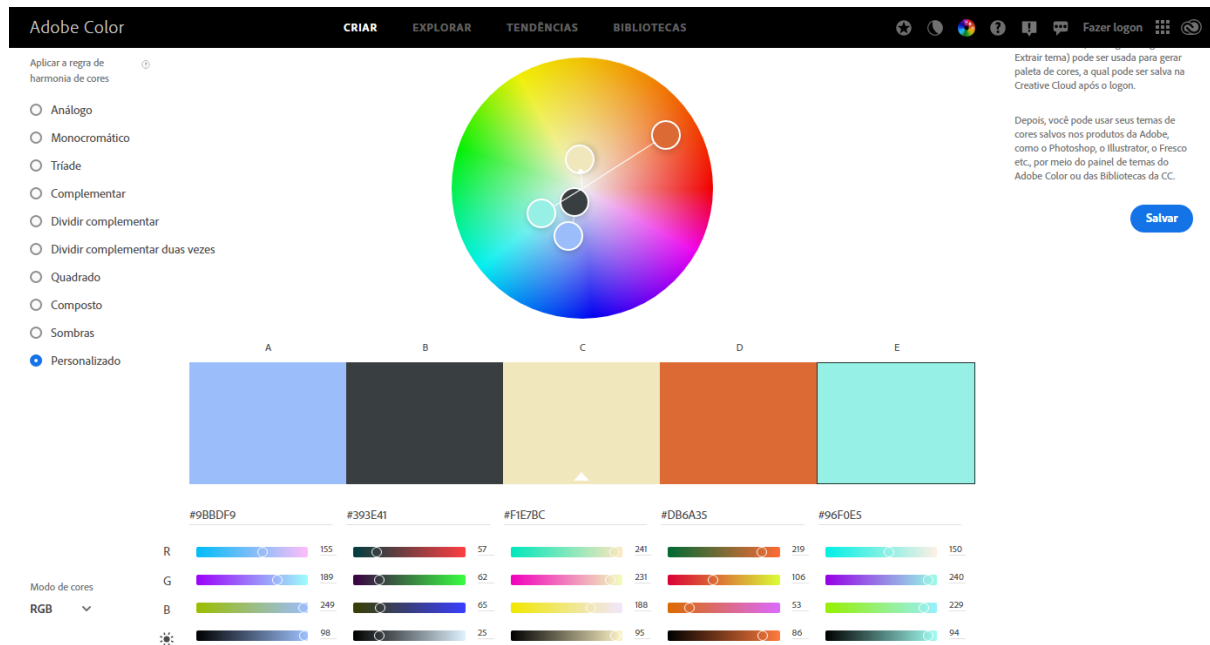 Adobe Color
CRIAR
EXPLORAR
TENDÊNCIAS
BIBLIOTECAS
Fazer logon
Aplicar a regra de
harmonia de cores
Análogo
Monocromático
Tríade
Complementar
Dividir complementar
Dividir complementar duas vezes
Quadrado
Composto
Sombras
Personalizado
Extrair tema) pode ser usada para gerar
paleta de cores, a qual pode ser salva na
Creative Cloud após o logon.
Depois, você pode usar seus temas de
cores salvos nos produtos da Adobe,
como o Photoshop, o Illustrator, o Fresco
etc., por meio do painel de temas do
Adobe Color ou das Bibliotecas da CC.
Salvar
A B C D E
#9BBDF9 #393E41 #F1E7BC #DB6A35 #96F0E5
R 155 57 241 219 150
G 189 62 231 106 240
B 249 65 188 53 229
98 25 95 86 94
Modo de cores
RGB